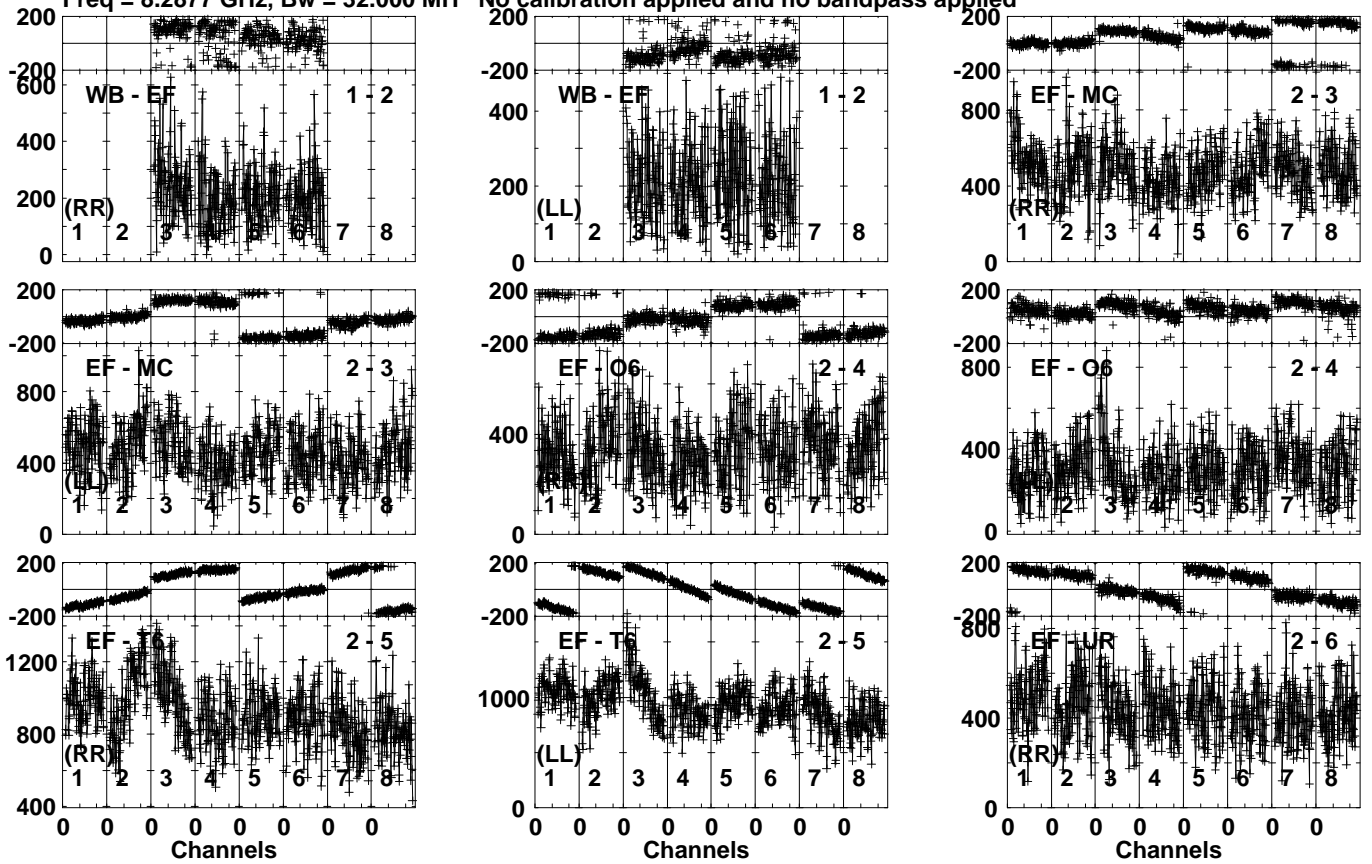 Freq = 8.2877 GHz, Bw = 32.000 MH No calibration applied and no bandpass applied
200
-200
600
400
200
0
WB - EF 1 - 2
(RR)
1 2 3 4 5 6 7 8
200
-200
400
200
0
WB - EF 1 - 2
(LL)
1 2 3 4 5 6 7 8
200
-200
800
400
0
EF - MC 2 - 3
(RR)
1 2 3 4 5 6 7 8
200
-200
800
400
0
EF - MC 2 - 3
(LL)
1 2 3 4 5 6 7 8
200
-200
400
0
EF - O6 2 - 4
(RR)
1 2 3 4 5 6 7 8
200
-200
800
400
0
EF - O6 2 - 4
1 2 3 4 5 6 7 8
200
-200
1200
800
400
EF - T6 2 - 5
(RR)
1 2 3 4 5 6 7 8
0 0 0 0 0 0 0 0
Channels
200
-200
1000
0
EF - T6 2 - 5
(LL)
1 2 3 4 5 6 7 8
0 0 0 0 0 0 0 0
Channels
200
-200
800
400
0
EF - UR 2 - 6
(RR)
1 2 3 4 5 6 7 8
0 0 0 0 0 0 0 0
Channels